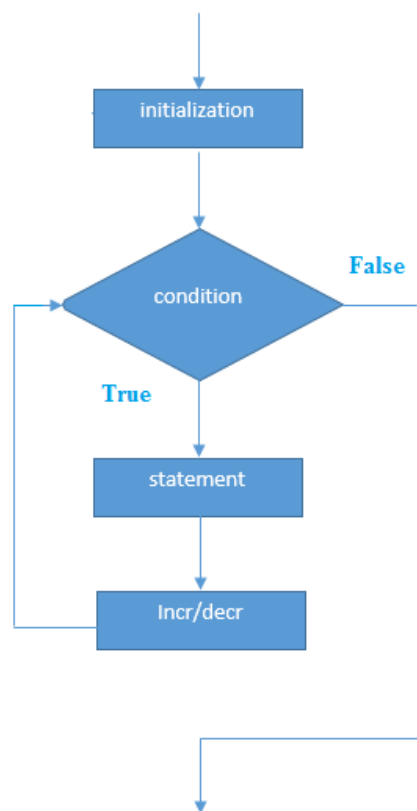 initialization
condition
False
True
statement
Incr/decr